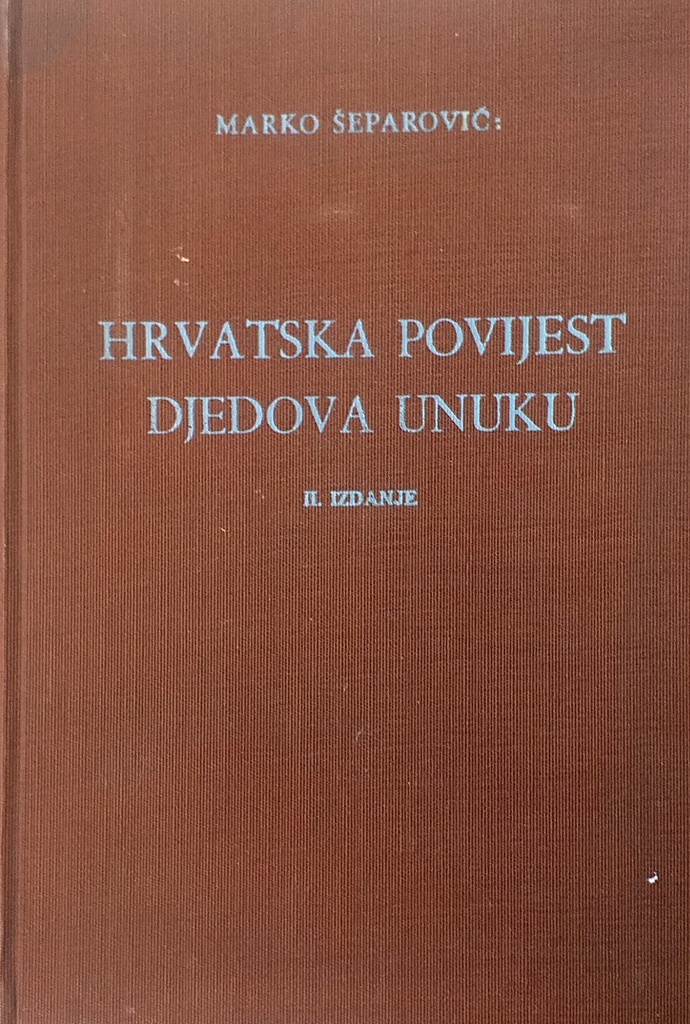 MARKO ŠEPAROVIĆ:
HRVATSKA POVIJEST
DJEDOVA UNUKU
II. IZDANJE